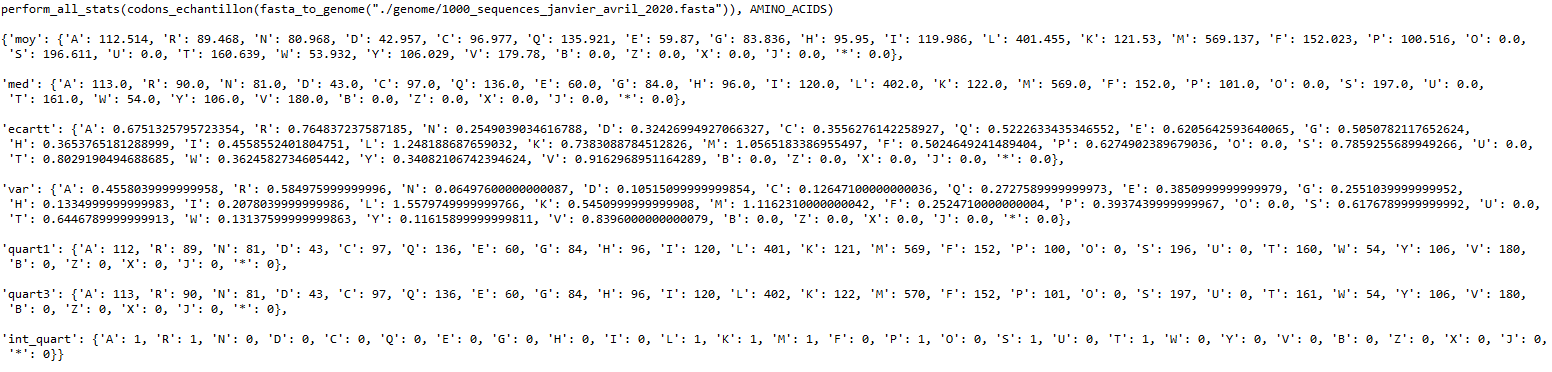 perform_all_stats(codons_echantillon(fasta_to_genome("./genome/1000_sequences_janvier_avril_2020.fasta")), AMINO_ACIDS)
{'moy': {'A': 112.514, 'R': 89.468, 'N': 80.968, 'D': 42.957, 'C': 96.977, 'Q': 135.921, 'E': 59.87, 'G': 83.836, 'H': 95.95, 'I': 119.986, 'L': 401.455, 'K': 121.53, 'M': 569.137, 'F': 152.023, 'P': 100.516, 'O': 0.0,
'S': 196.611, 'U': 0.0, 'T': 160.639, 'W': 53.932, 'Y': 106.029, 'V': 179.78, 'B': 0.0, 'Z': 0.0, 'X': 0.0, 'J': 0.0, '*': 0.0},
'med': {'A': 113.0, 'R': 90.0, 'N': 81.0, 'D': 43.0, 'C': 97.0, 'Q': 136.0, 'E': 60.0, 'G': 84.0, 'H': 96.0, 'I': 120.0, 'L': 402.0, 'K': 122.0, 'M': 569.0, 'F': 152.0, 'P': 101.0, 'O': 0.0, 'S': 197.0, 'U': 0.0,
'T': 161.0, 'W': 54.0, 'Y': 106.0, 'V': 180.0, 'B': 0.0, 'Z': 0.0, 'X': 0.0, 'J': 0.0, '*': 0.0},
'ecartt': {'A': 0.6751325795723354, 'R': 0.764837237587185, 'N': 0.2549039034616788, 'D': 0.32426994927066327, 'C': 0.3556276142258927, 'Q': 0.5222633435346552, 'E': 0.6205642593640065, 'G': 0.5050782117652624,
'H': 0.3653765181288999, 'I': 0.4558552401804751, 'L': 1.248188687659032, 'K': 0.7383088784512826, 'M': 1.0565183386955497, 'F': 0.5024649241489404, 'P': 0.6274902389679036, 'O': 0.0, 'S': 0.7859255689949266, 'U': 0.0,
'T': 0.8029190494688685, 'W': 0.3624582734605442, 'Y': 0.34082106742394624, 'V': 0.9162968951164289, 'B': 0.0, 'Z': 0.0, 'X': 0.0, 'J': 0.0, '*': 0.0},
'var': {'A': 0.4558039999999958, 'R': 0.584975999999996, 'N': 0.06497600000000087, 'D': 0.10515099999999854, 'C': 0.12647100000000036, 'Q': 0.2727589999999973, 'E': 0.3850999999999979, 'G': 0.2551039999999952,
'H': 0.1334999999999983, 'I': 0.2078039999999986, 'L': 1.5579749999999766, 'K': 0.5450999999999908, 'M': 1.1162310000000042, 'F': 0.2524710000000004, 'P': 0.3937439999999967, 'O': 0.0, 'S': 0.6176789999999992, 'U': 0.0,
'T': 0.6446789999999913, 'W': 0.1313759999999863, 'Y': 0.11615899999999811, 'V': 0.8396000000000079, 'B': 0.0, 'Z': 0.0, 'X': 0.0, 'J': 0.0, '*': 0.0},
'quart1': {'A': 112, 'R': 89, 'N': 81, 'D': 43, 'C': 97, 'Q': 136, 'E': 60, 'G': 84, 'H': 96, 'I': 120, 'L': 401, 'K': 121, 'M': 569, 'F': 152, 'P': 100, 'O': 0, 'S': 196, 'U': 0, 'T': 160, 'W': 54, 'Y': 106, 'V': 180,
'B': 0, 'Z': 0, 'X': 0, 'J': 0, '*': 0},
'quart3': {'A': 113, 'R': 90, 'N': 81, 'D': 43, 'C': 97, 'Q': 136, 'E': 60, 'G': 84, 'H': 96, 'I': 120, 'L': 402, 'K': 122, 'M': 570, 'F': 152, 'P': 101, 'O': 0, 'S': 197, 'U': 0, 'T': 161, 'W': 54, 'Y': 106, 'V': 180,
'B': 0, 'Z': 0, 'X': 0, 'J': 0, '*': 0},
'int_quart': {'A': 1, 'R': 1, 'N': 0, 'D': 0, 'C': 0, 'Q': 0, 'E': 0, 'G': 0, 'H': 0, 'I': 0, 'L': 1, 'K': 1, 'M': 1, 'F': 0, 'P': 1, 'O': 0, 'S': 1, 'U': 0, 'T': 1, 'W': 0, 'Y': 0, 'V': 0, 'B': 0, 'Z': 0, 'X': 0, 'J': 0,
'*': 0}}